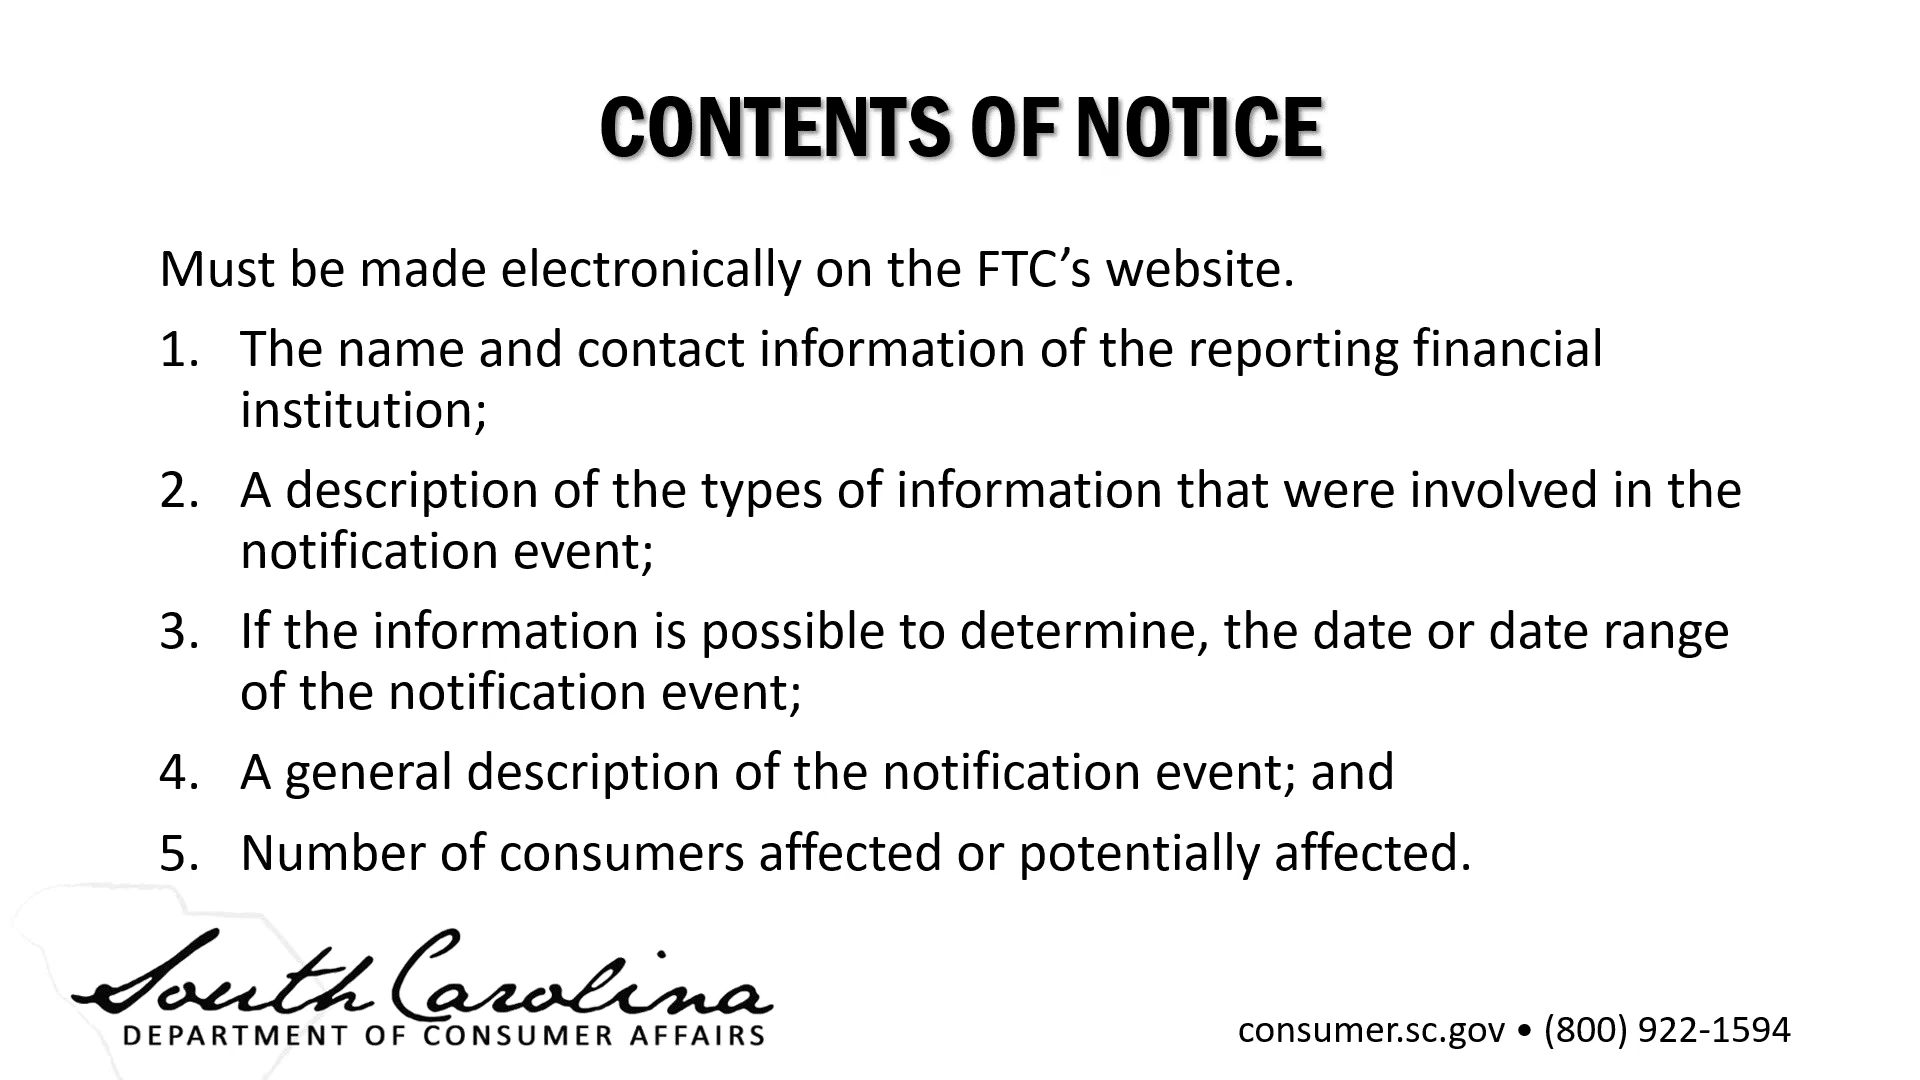 CONTENTS OF NOTICE
Must be made electronically on the FTC’s website.
1. The name and contact information of the reporting financial
institution;
2. A description of the types of information that were involved in the
notification event;
3. If the information is possible to determine, the date or date range
of the notification event;
4. A general description of the notification event; and
5. Number of consumers affected or potentially affected.
South Carolina
DEPARTMENT OF CONSUMER AFFAIRS
consumer.sc.gov • (800) 922-1594